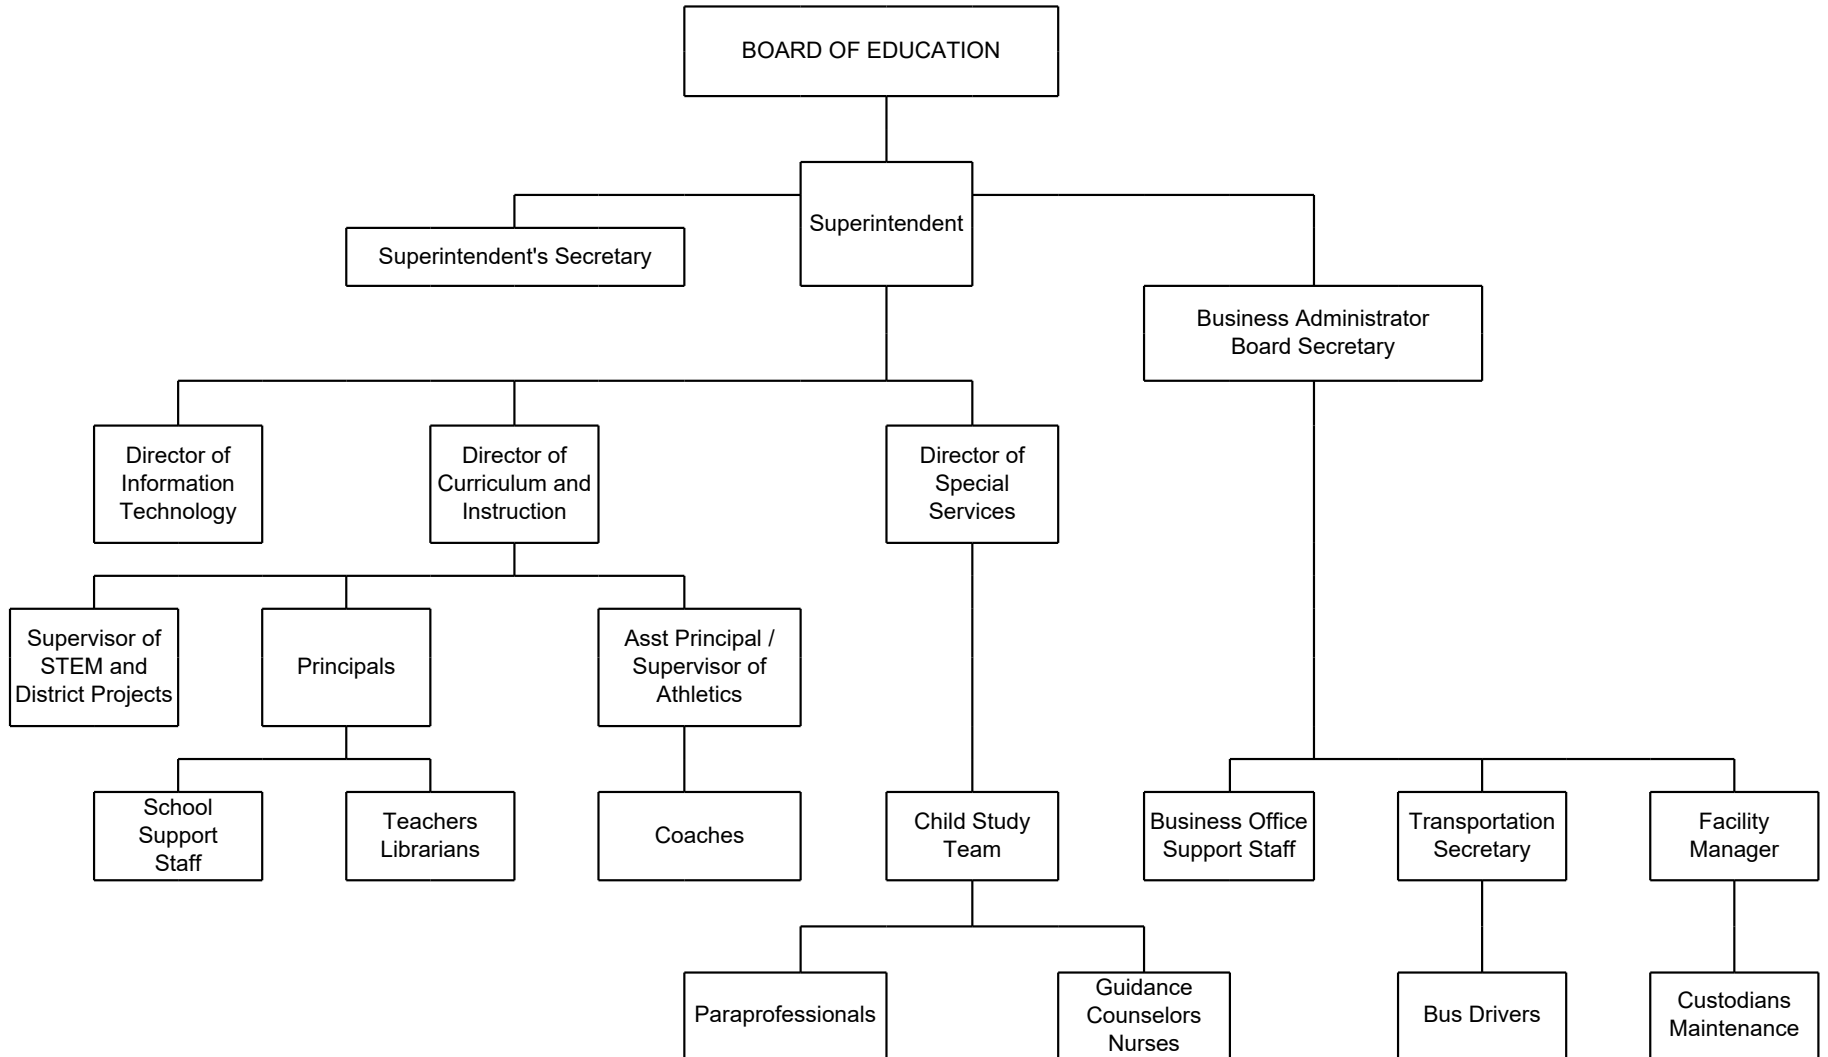 BOARD OF EDUCATION
Superintendent
Superintendent's Secretary
Business Administrator
Board Secretary
Director of
Information
Technology
Director of
Curriculum and
Instruction
Director of
Special
Services
Supervisor of
STEM and
District Projects
Principals
Asst Principal /
Supervisor of
Athletics
School
Support
Staff
Teachers
Librarians
Coaches
Child Study
Team
Business Office
Support Staff
Transportation
Secretary
Facility
Manager
Paraprofessionals
Guidance
Counselors
Nurses
Bus Drivers
Custodians
Maintenance